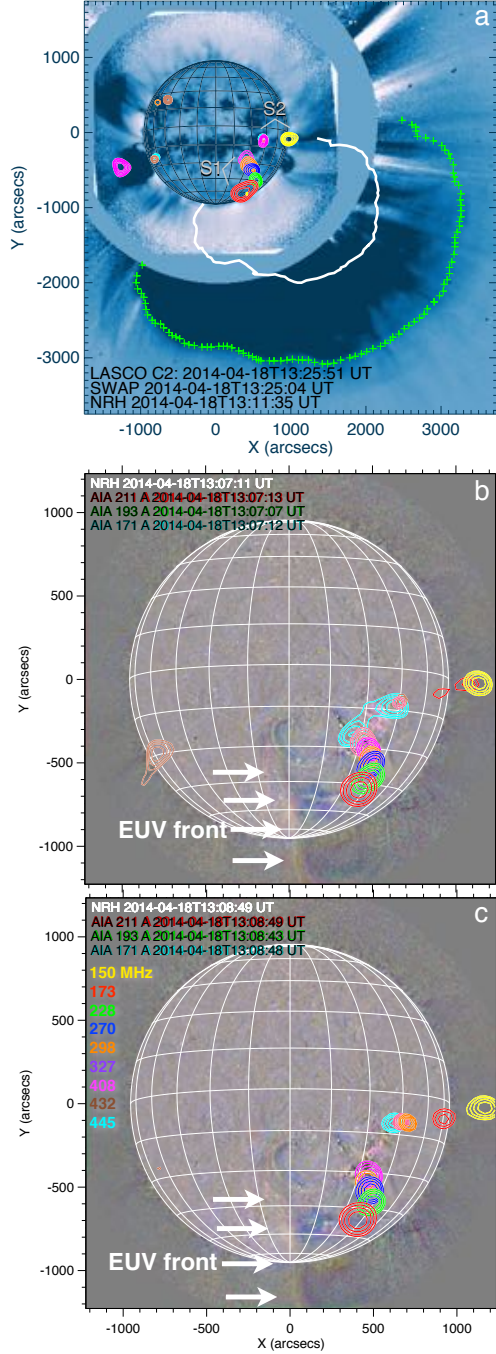 a
1000
0
-1000
-2000
-3000
Y (arcsecs)
S2
S1
LASCO C2: 2014-04-18T13:25:51 UT
SWAP 2014-04-18T13:25:04 UT
NRH 2014-04-18T13:11:35 UT
-1000 0 1000 2000 3000
X (arcsecs)
NRH 2014-04-18T13:07:11 UT
b
AIA 211 A 2014-04-18T13:07:13 UT
AIA 193 A 2014-04-18T13:07:07 UT
AIA 171 A 2014-04-18T13:07:12 UT
1000
500
0
-500
-1000
Y (arcsecs)
EUV front
NRH 2014-04-18T13:08:49 UT
c
AIA 211 A 2014-04-18T13:08:49 UT
AIA 193 A 2014-04-18T13:08:43 UT
AIA 171 A 2014-04-18T13:08:48 UT
150 MHz
173
228
270
298
327
408
432
445
1000
500
0
-500
-1000
Y (arcsecs)
EUV front
-1000 -500 0 500 1000
X (arcsecs)